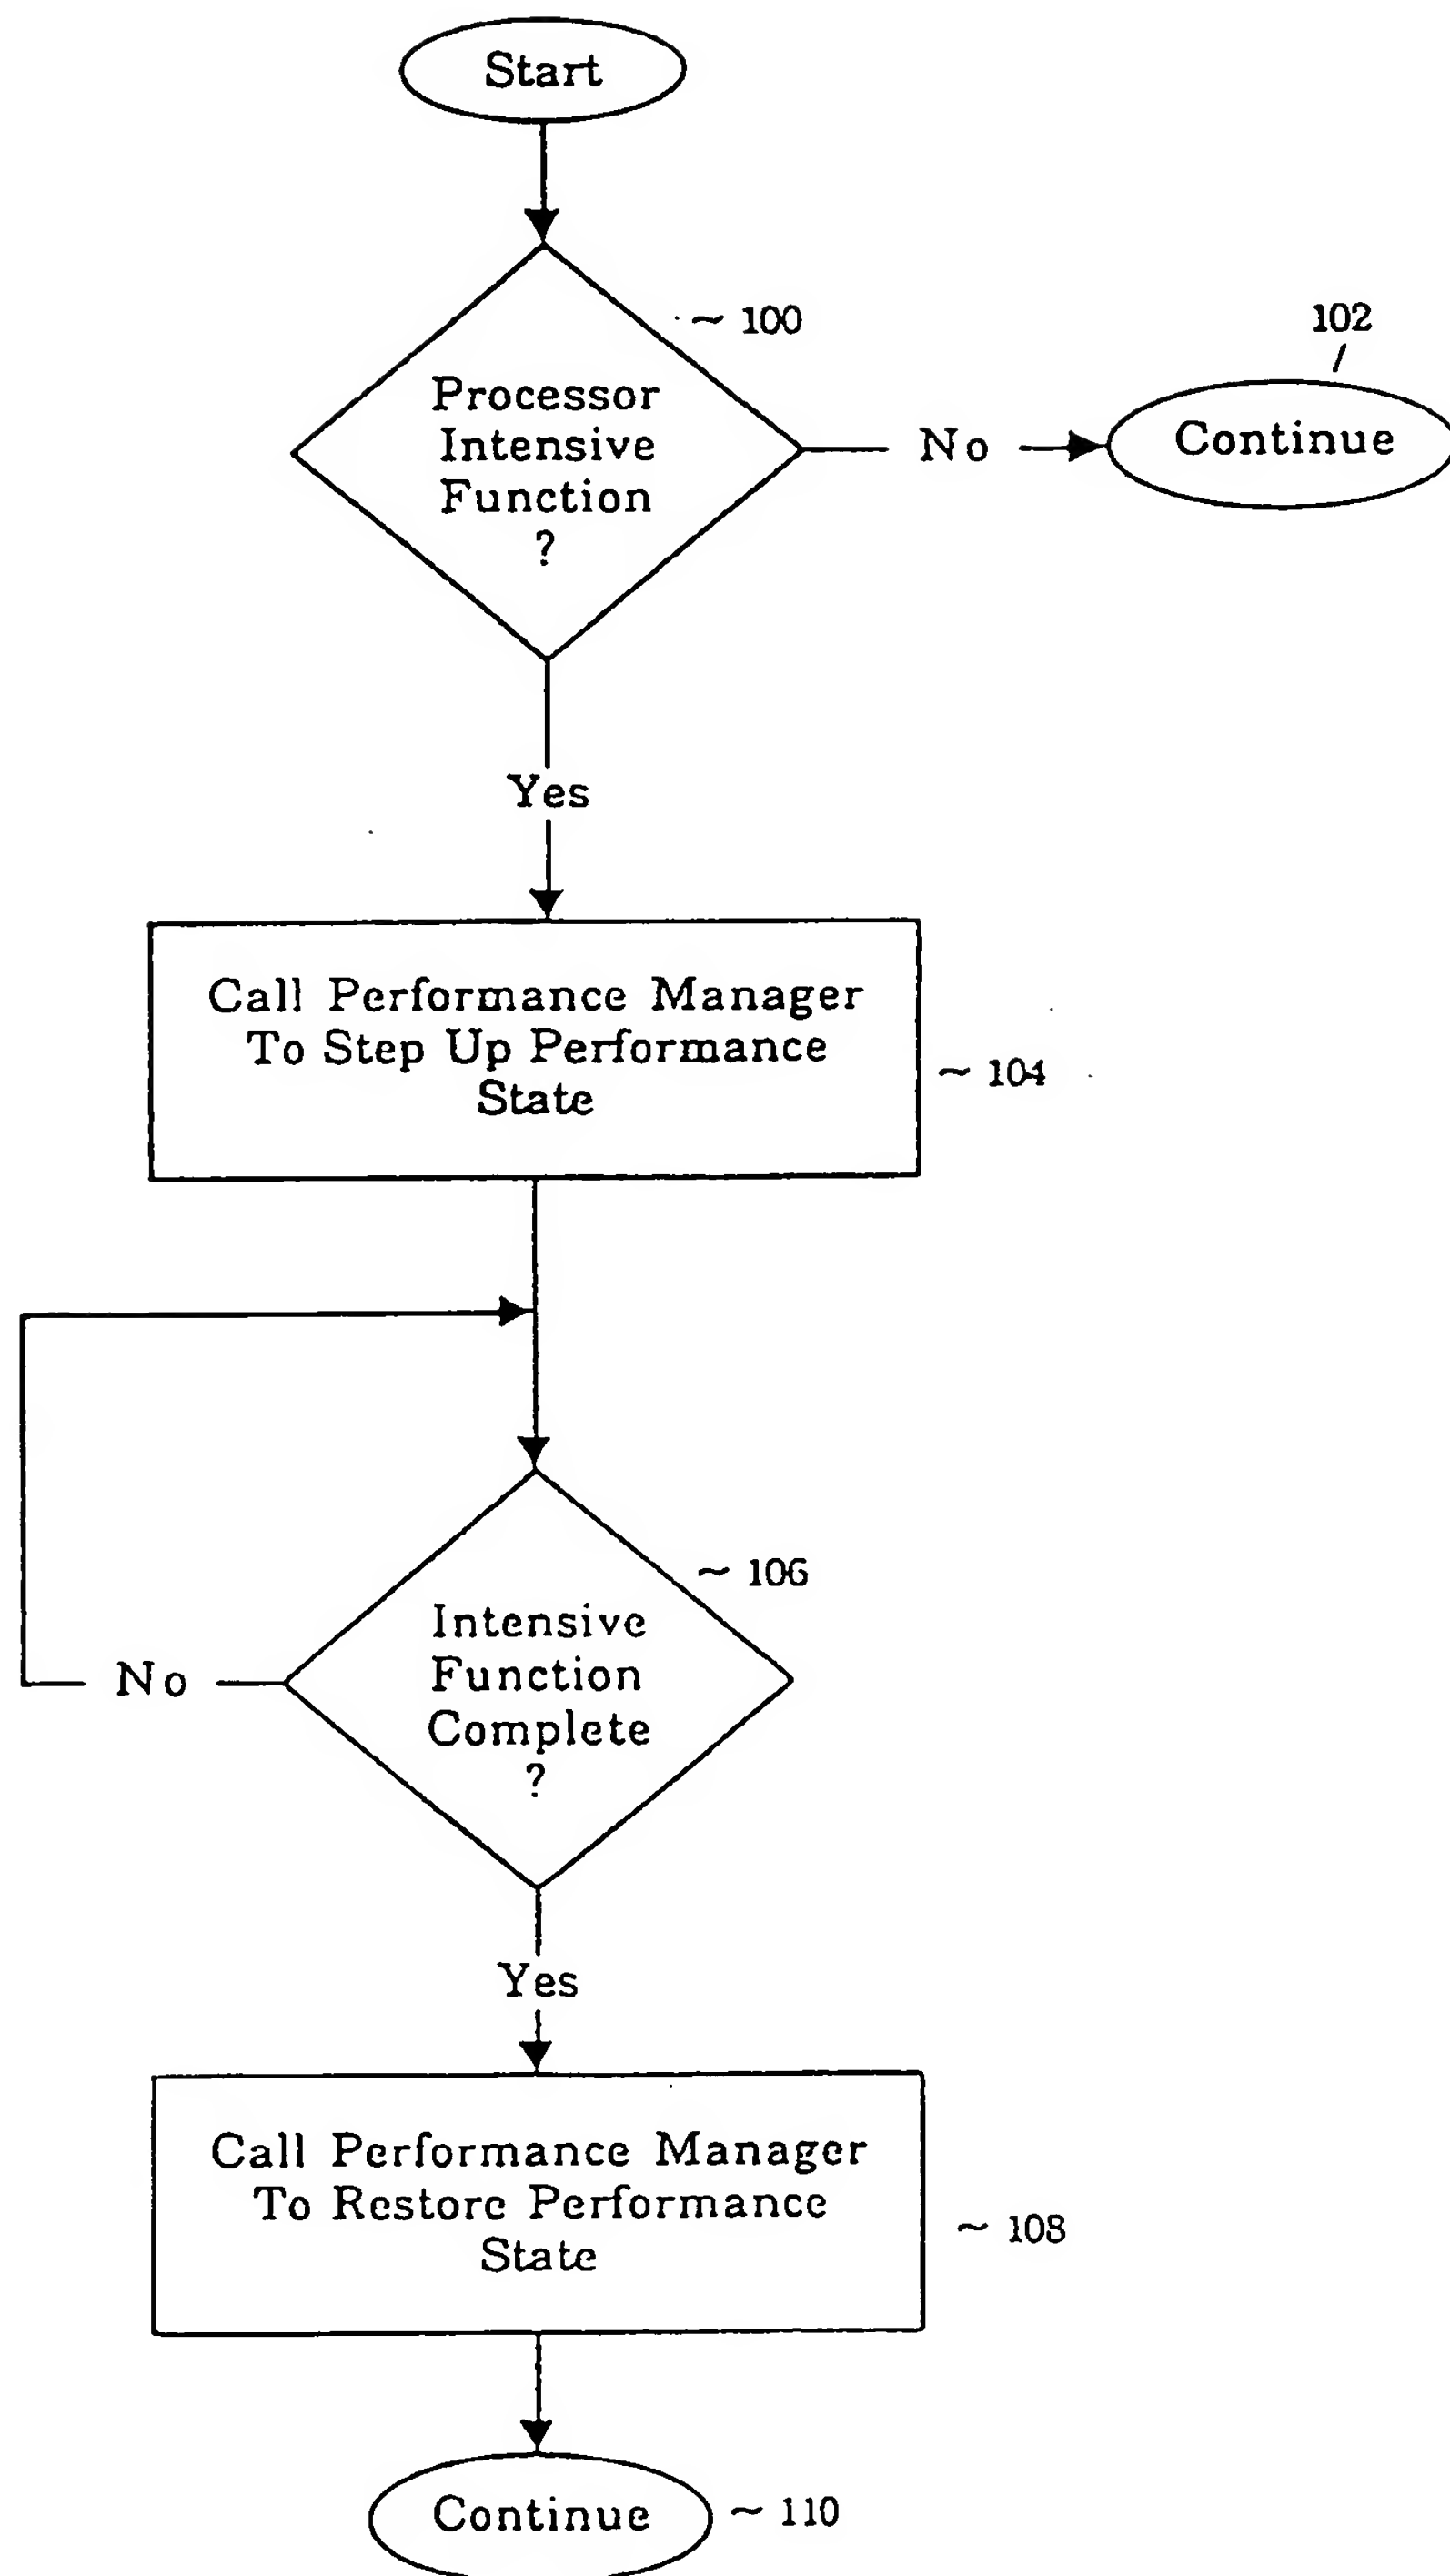 Start
~ 100
102
Processor
Intensive
Function
?
No
Continue
Yes
Call Performance Manager
To Step Up Performance
State
~ 104
~ 106
Intensive
Function
Complete
?
No
Yes
Call Performance Manager
To Restore Performance
State
~ 108
Continue
~ 110